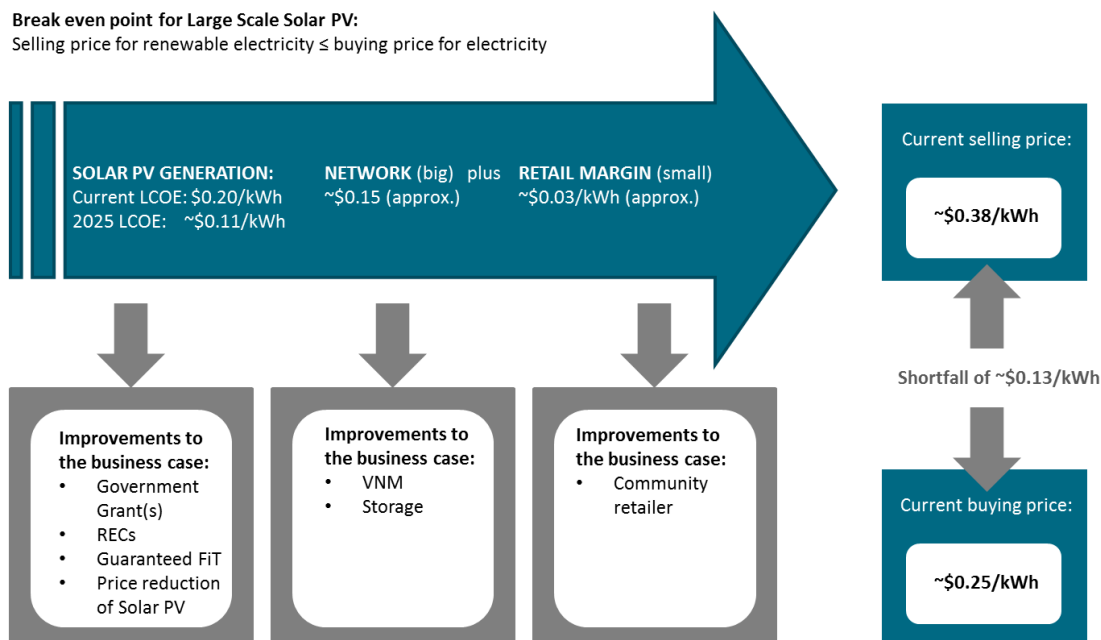 Break even point for Large Scale Solar PV:
Selling price for renewable electricity ≤ buying price for electricity
SOLAR PV GENERATION:
Current LCOE: $0.20/kWh
2025 LCOE: ~$0.11/kWh
NETWORK (big) plus
~$0.15 (approx.)
RETAIL MARGIN (small)
~$0.03/kWh (approx.)
Current selling price:
~$0.38/kWh
Shortfall of ~$0.13/kWh
Current buying price:
~$0.25/kWh
Improvements to
the business case:
• Government
Grant(s)
• RECs
• Guaranteed FiT
• Price reduction
of Solar PV
Improvements to
the business case:
• VNM
• Storage
Improvements to
the business case:
• Community
retailer